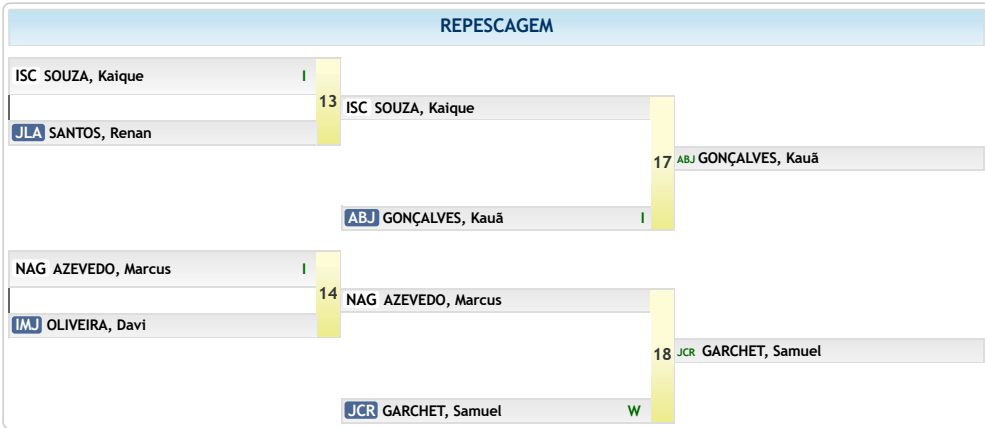 REPESCAGEM
ISC SOUZA, Kaique I
13
JLA SANTOS, Renan
ISC SOUZA, Kaique
17
ABJ GONÇALVES, Kauã
ABJ GONÇALVES, Kauã I
NAG AZEVEDO, Marcus I
14
IMJ OLIVEIRA, Davi
NAG AZEVEDO, Marcus
18
JCR GARCHET, Samuel
JCR GARCHET, Samuel W